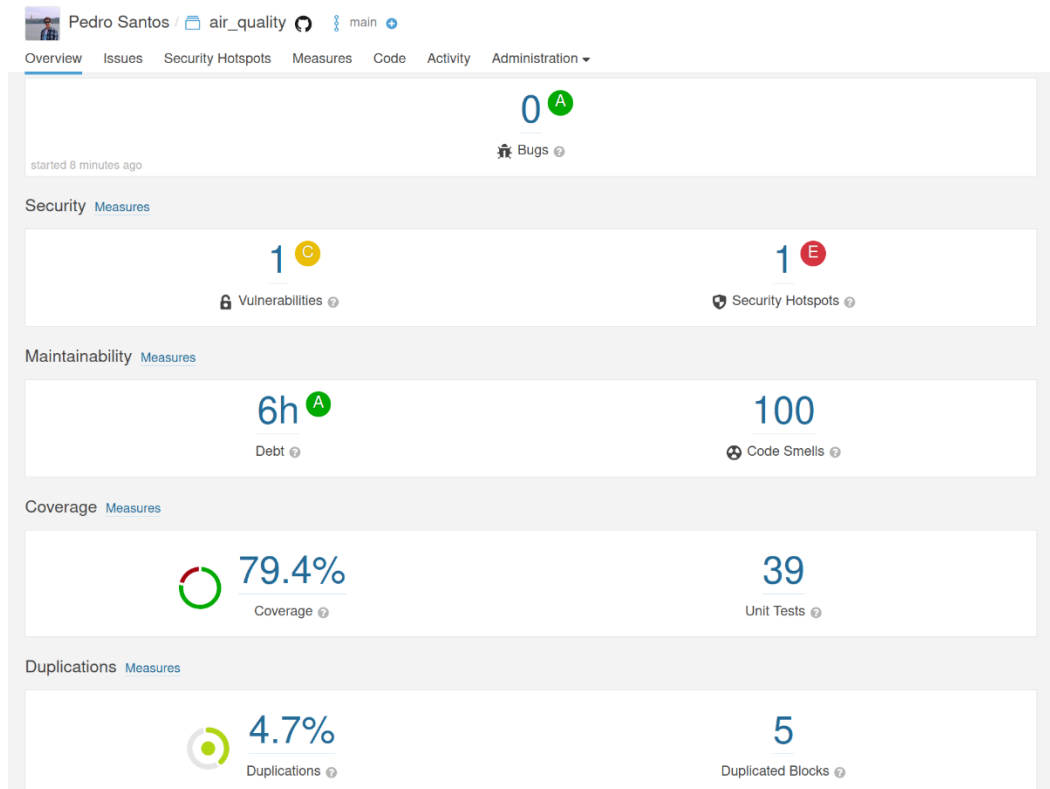 Pedro Santos / air_quality main
Overview Issues Security Hotspots Measures Code Activity Administration
0 A
Bugs ?
started 8 minutes ago
Security Measures
1 C 1 E
Vulnerabilities ? Security Hotspots ?
Maintainability Measures
6h A 100
Debt ? Code Smells ?
Coverage Measures
79.4% 39
Coverage ? Unit Tests ?
Duplications Measures
4.7% 5
Duplications ? Duplicated Blocks ?